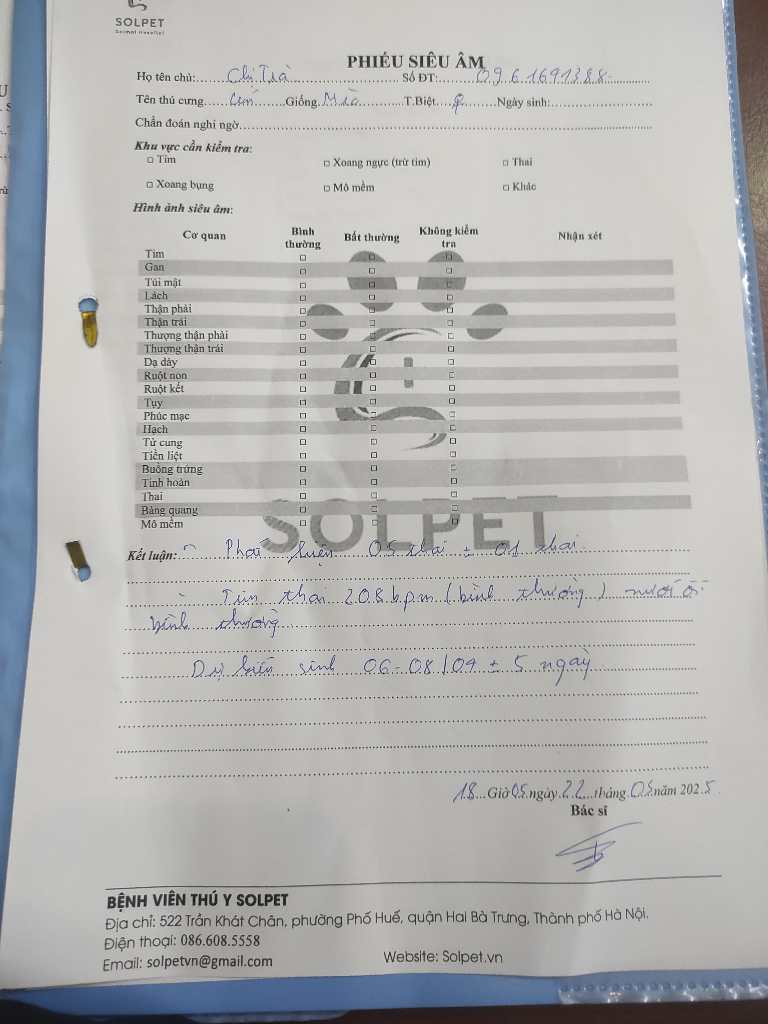 SOLPET
Animal Hospital
PHIẾU SIÊU ÂM
Họ tên chủ: Chị Trà Số ĐT: 0961691388
Tên thú cưng Cún Giống Mèo T.Biệt ♀ Ngày sinh:
Chẩn đoán nghi ngờ
Khu vực cần kiểm tra:
□ Tim □ Xoang ngực (trừ tim) □ Thai
□ Xoang bụng □ Mô mềm □ Khác
Hình ảnh siêu âm:
Cơ quan Bình thường Bất thường Không kiểm tra Nhận xét
Tim □ □ □
Gan □ □ □
Túi mật □ □ □
Lách □ □ □
Thận phải □ □ □
Thận trái □ □ □
Thượng thận phải □ □ □
Thượng thận trái □ □ □
Dạ dày □ □ □
Ruột non □ □ □
Ruột kết □ □ □
Tụy □ □ □
Phúc mạc □ □ □
Hạch □ □ □
Tử cung □ □ □
Tiền liệt □ □ □
Buồng trứng □ □ □
Tinh hoàn □ □ □
Thai □ □ □
Bàng quang □ □ □
Mô mềm □ □ □
SOLPET
Kết luận: - Phát hiện 05 thai ± 01 thai.
- Tim thai 208 bpm (bình thường) nước ối
bình thường
Dự kiến sinh 06-08/04 ± 5 ngày
18 Giờ 05 ngày 22 tháng 03 năm 2025
Bác sĩ
BỆNH VIỆN THÚ Y SOLPET
Địa chỉ: 522 Trần Khát Chân, phường Phố Huế, quận Hai Bà Trưng, Thành phố Hà Nội.
Điện thoại: 086.608.5558
Email: solpetvn@gmail.com Website: Solpet.vn